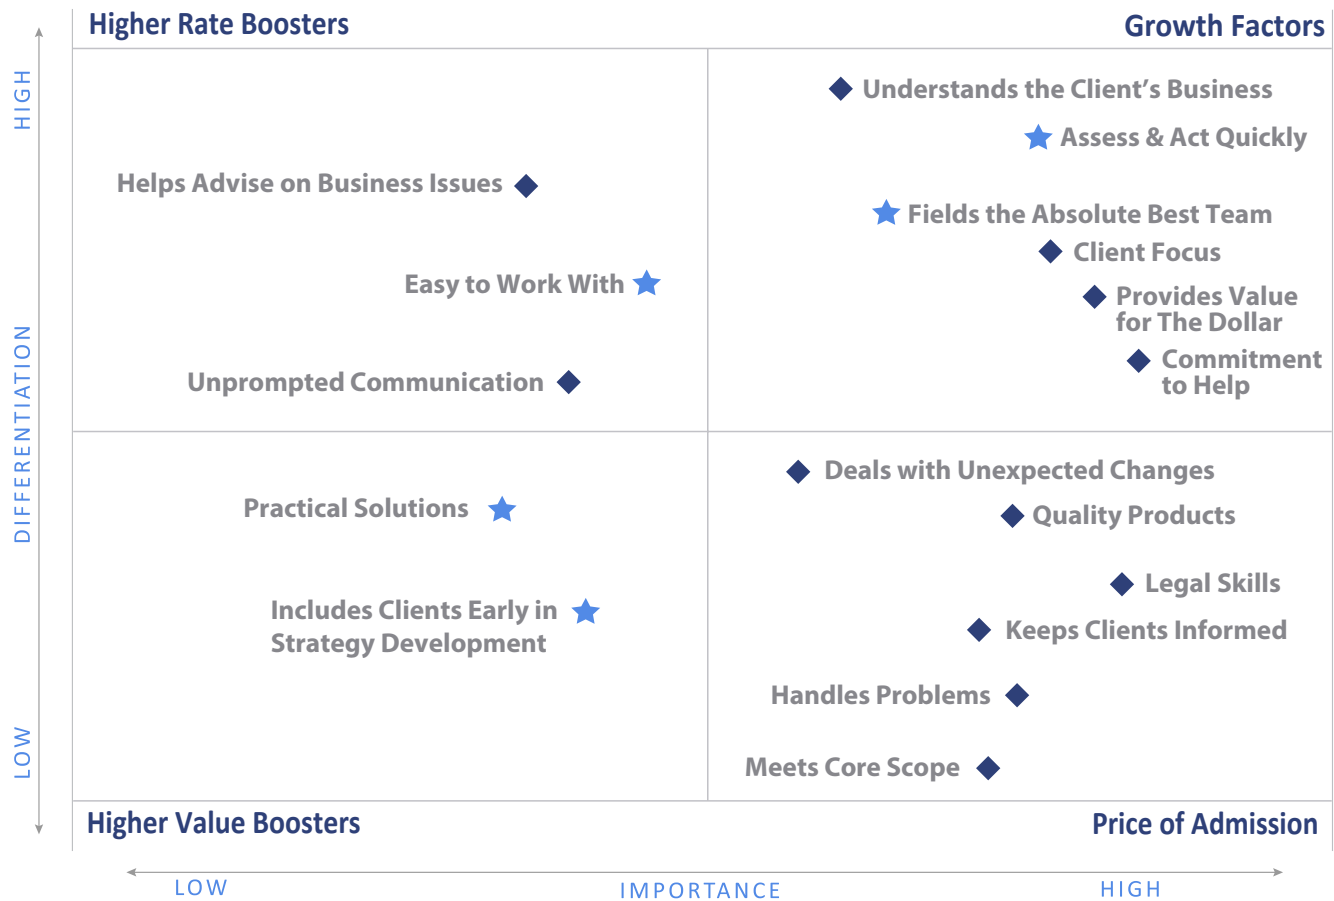 Higher Rate Boosters
Growth Factors
HIGH
Understands the Client’s Business
Assess & Act Quickly
Helps Advise on Business Issues
Fields the Absolute Best Team
Client Focus
Easy to Work With
Provides Value
for The Dollar
Commitment
to Help
Unprompted Communication
DIFFERENTIATION
Deals with Unexpected Changes
Practical Solutions
Quality Products
Legal Skills
Includes Clients Early in
Strategy Development
Keeps Clients Informed
Handles Problems
Meets Core Scope
LOW
Higher Value Boosters
Price of Admission
LOW
IMPORTANCE
HIGH